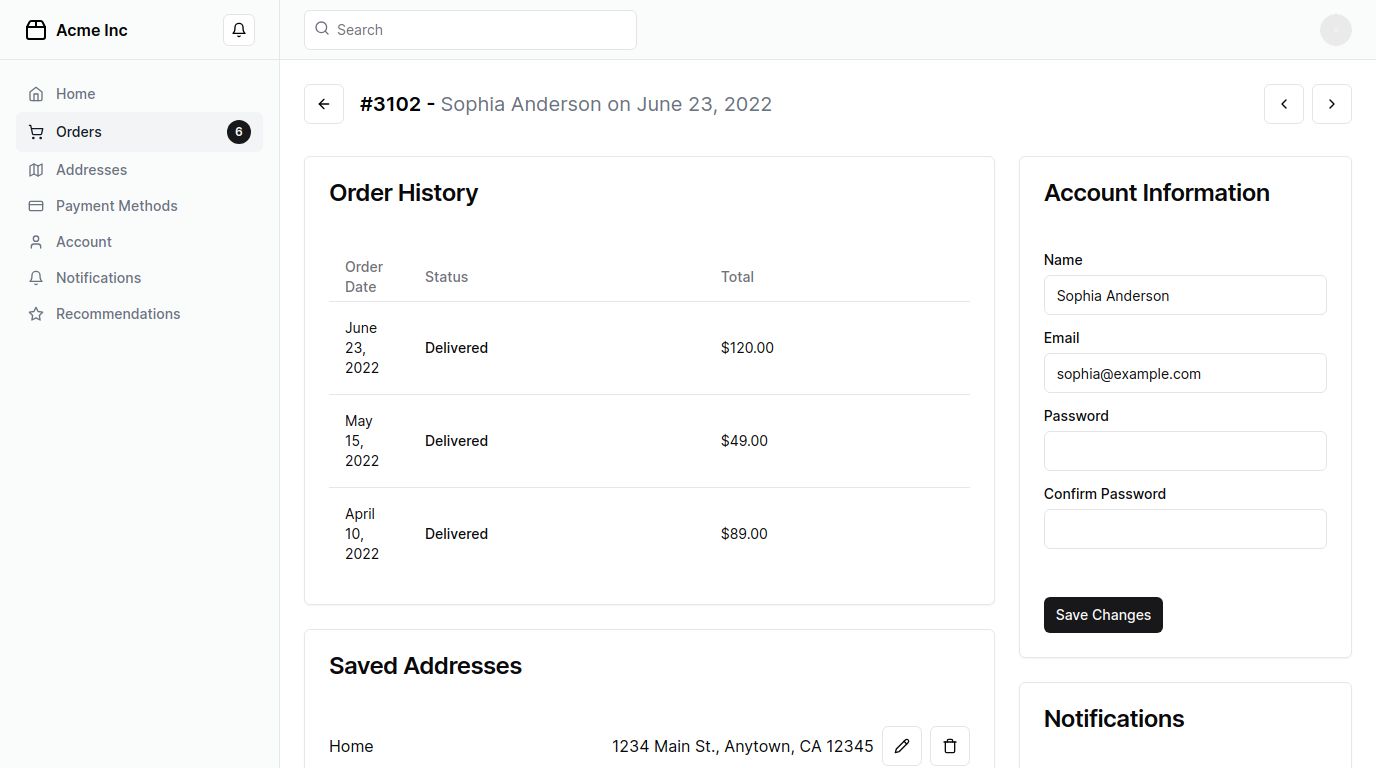 Acme Inc
Search
Home
Orders
6
Addresses
Payment Methods
Account
Notifications
Recommendations
#3102 - Sophia Anderson on June 23, 2022
Order History
Order
Date
Status
Total
June
23,
2022
Delivered
$120.00
May
15,
2022
Delivered
$49.00
April
10,
2022
Delivered
$89.00
Saved Addresses
Home
1234 Main St., Anytown, CA 12345
Account Information
Name
Sophia Anderson
Email
sophia@example.com
Password
Confirm Password
Save Changes
Notifications